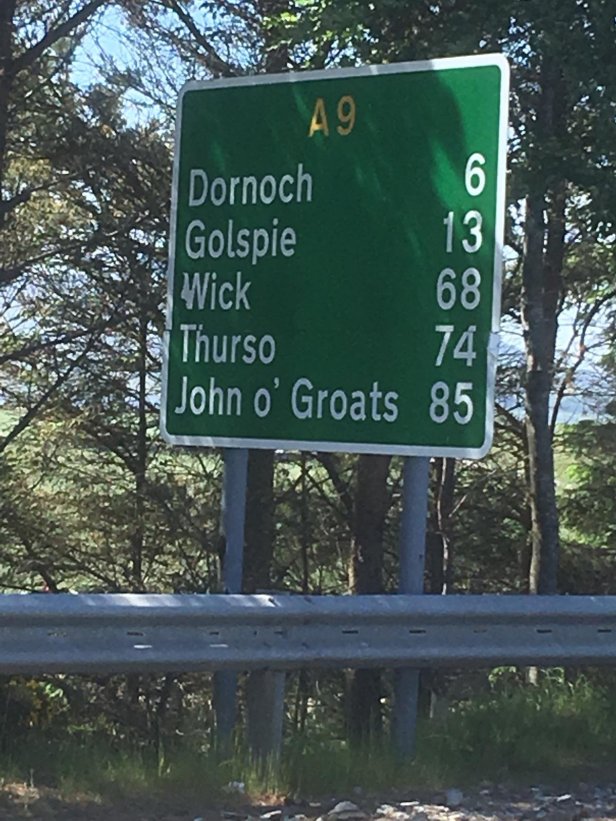 A9
Dornoch 6
Golspie 13
Wick 68
Thurso 74
John o' Groats 85